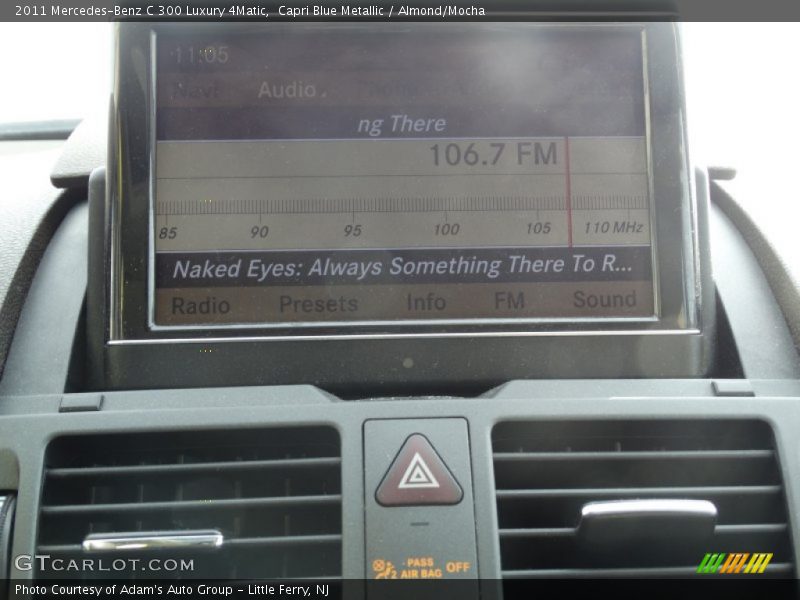 2011 Mercedes-Benz C 300 Luxury 4Matic, Capri Blue Metallic / Almond/Mocha
11:05
Navi Audio
ng There
106.7 FM
85 90 95 100 105 110 MHz
Naked Eyes: Always Something There To R...
Radio Presets Info FM Sound
PASS
2 AIR BAG OFF
GTCARLOT.COM
Photo Courtesy of Adam's Auto Group - Little Ferry, NJ